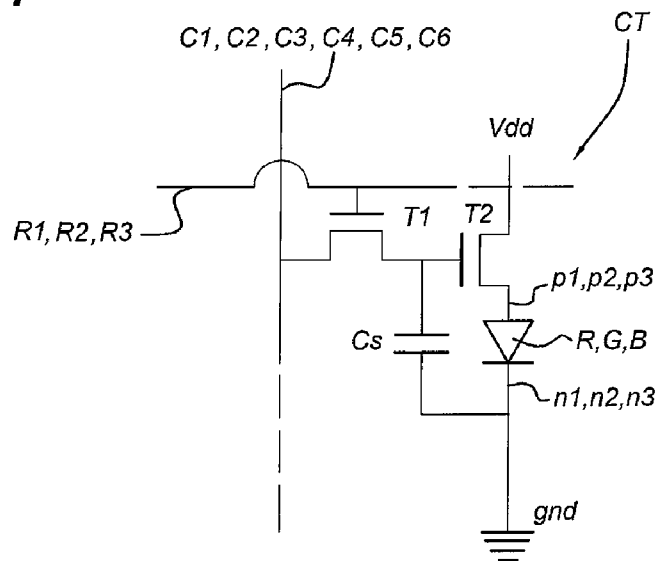 C1, C2, C3, C4, C5, C6
CT
Vdd
R1, R2, R3
T1
T2
p1,p2,p3
Cs
R,G,B
n1,n2,n3
gnd